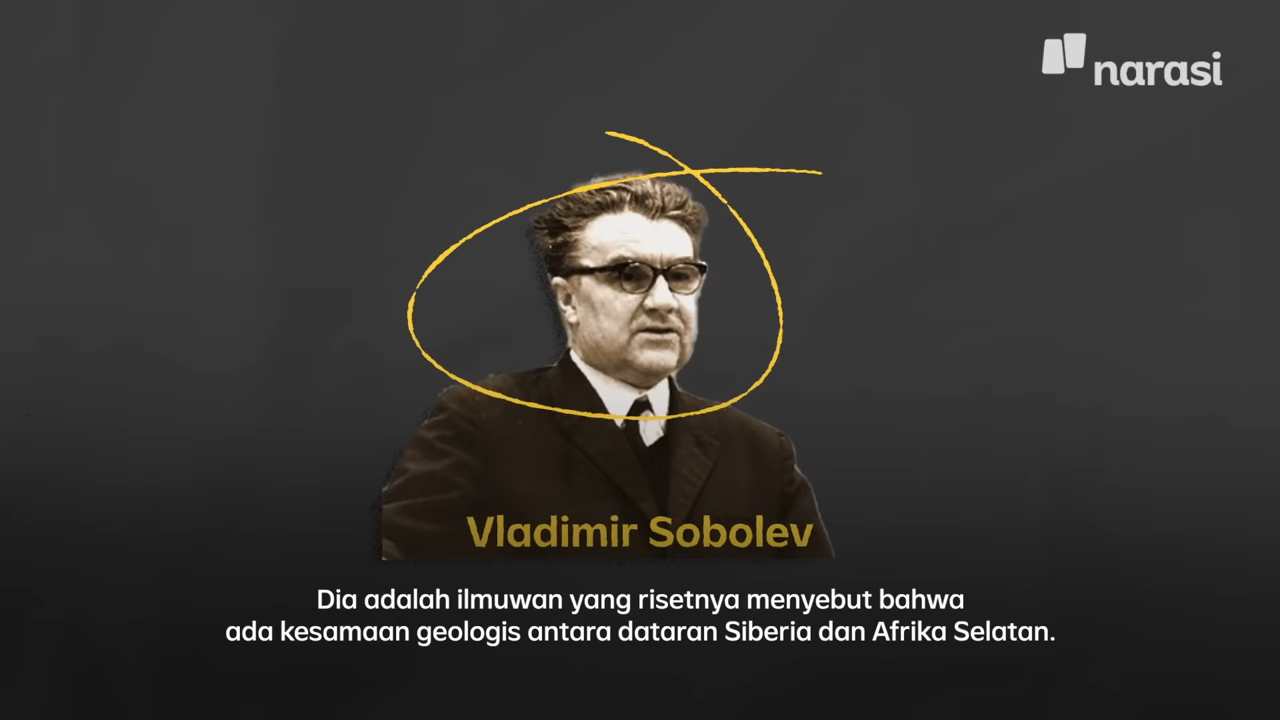 narasi
Vladimir Sobolev
Dia adalah ilmuwan yang risetnya menyebut bahwa
ada kesamaan geologis antara dataran Siberia dan Afrika Selatan.